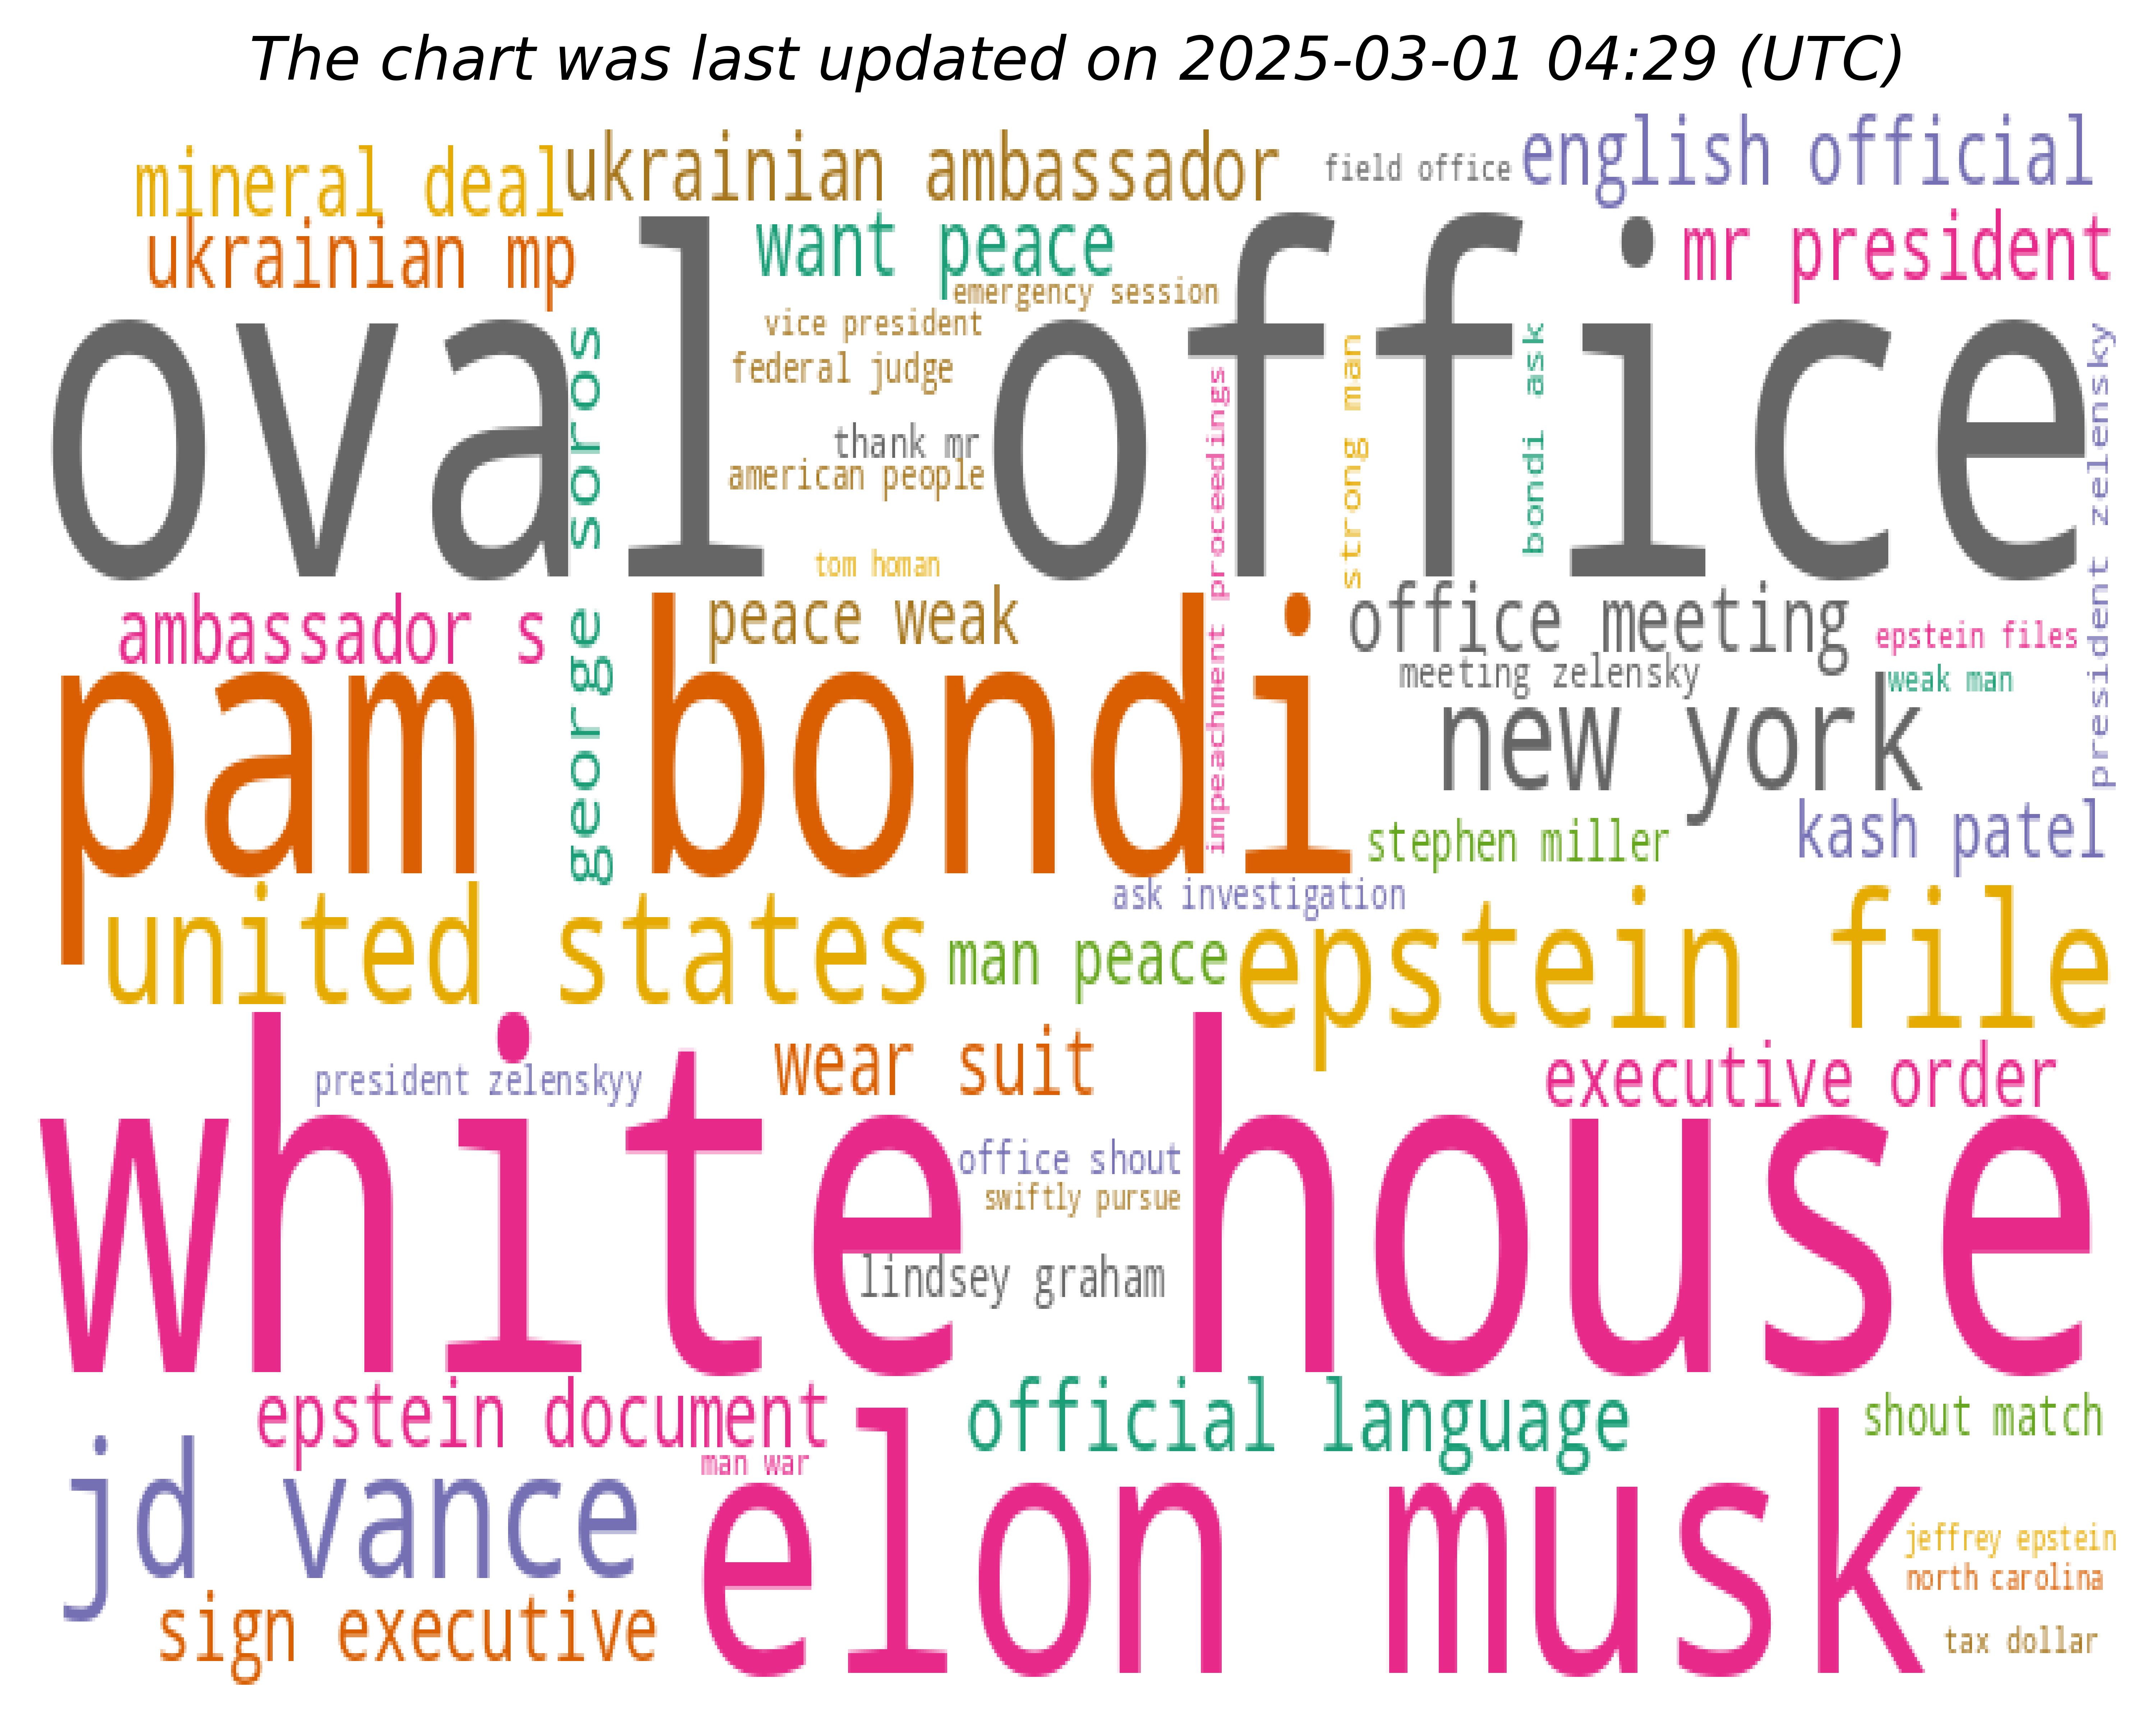 The chart was last updated on 2025-03-01 04:29 (UTC)
mineral deal
ukrainian ambassador
field office
english official
ukrainian mp
want peace
mr president
emergency session
vice president
federal judge
oval office
george soros
thank mr
american people
impeachment proceedings
strong man
bondi ask
president zelensky
tom homan
ambassador s
peace weak
office meeting
epstein files
meeting zelensky
weak man
pam bondi
new york
stephen miller
kash patel
ask investigation
united states
man peace
epstein file
president zelenskyy
wear suit
executive order
white house
office shout
swiftly pursue
lindsey graham
epstein document
official language
shout match
man war
jd vance
elon musk
jeffrey epstein
north carolina
sign executive
tax dollar